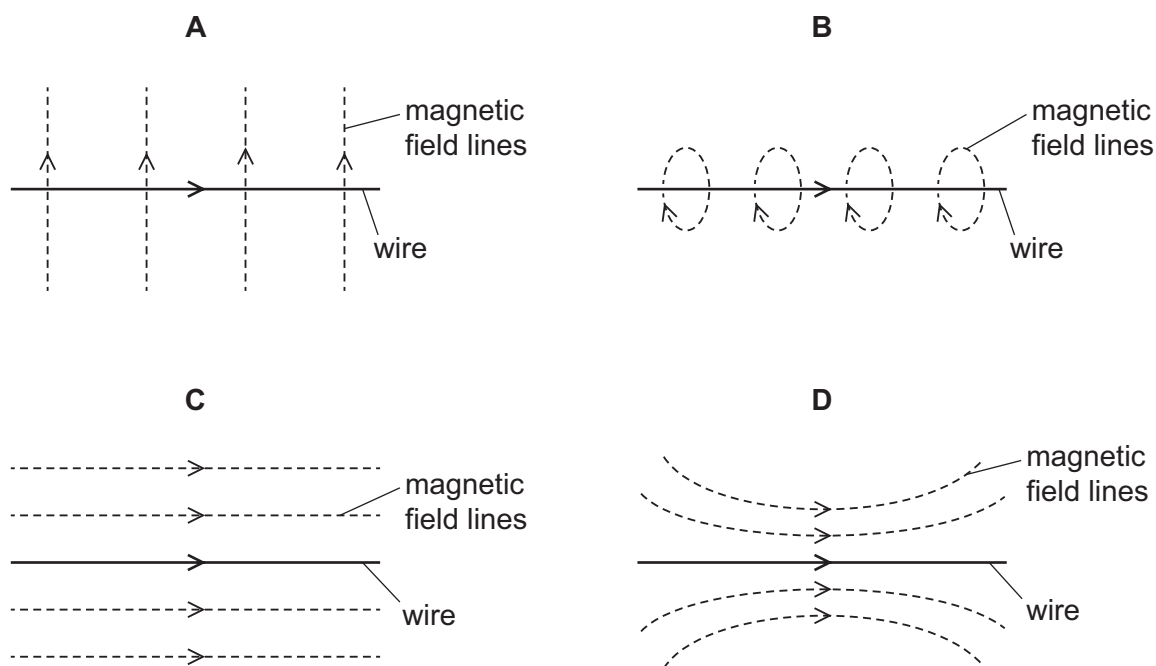 A
magnetic
field lines
wire
B
magnetic
field lines
wire
C
magnetic
field lines
wire
D
magnetic
field lines
wire